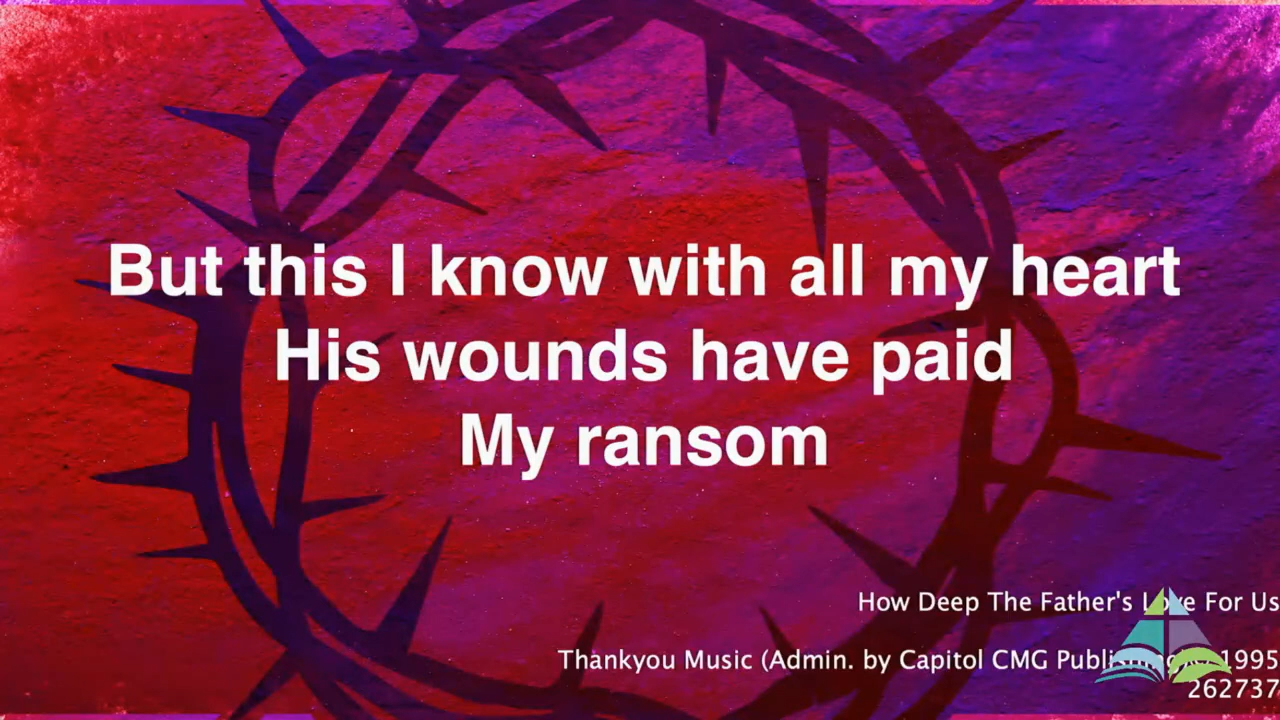 But this I know with all my heart
His wounds have paid
My ransom
How Deep The Father's Love For Us
Thankyou Music (Admin. by Capitol CMG Publishing) 1995
262737